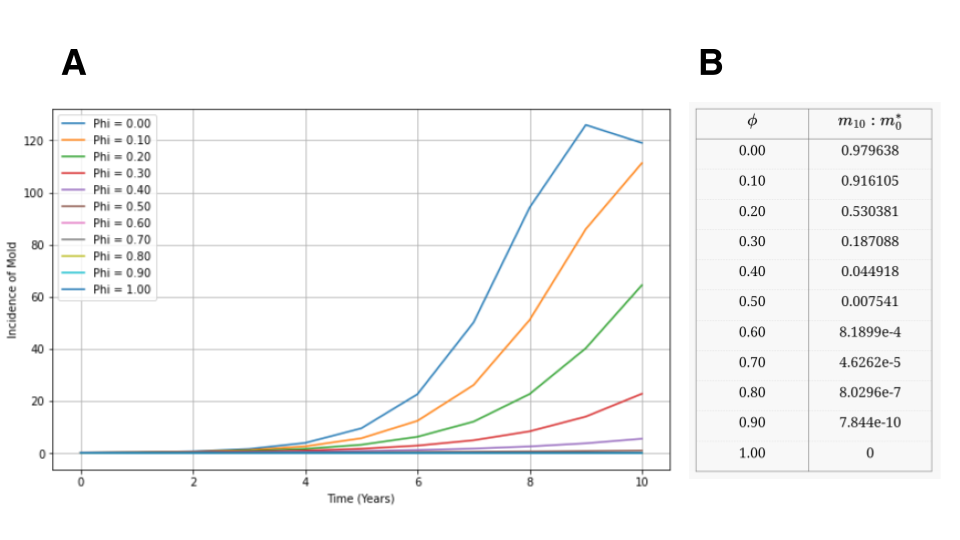 A
B
Phi = 0.00
Phi = 0.10
Phi = 0.20
Phi = 0.30
Phi = 0.40
Phi = 0.50
Phi = 0.60
Phi = 0.70
Phi = 0.80
Phi = 0.90
Phi = 1.00
120
100
80
60
40
20
0
Incidence of Mold
0 2 4 6 8 10
Time (Years)
ϕ m₁₀ : m₀*
0.00 0.979638
0.10 0.916105
0.20 0.530381
0.30 0.187088
0.40 0.044918
0.50 0.007541
0.60 8.1899e-4
0.70 4.6262e-5
0.80 8.0296e-7
0.90 7.844e-10
1.00 0